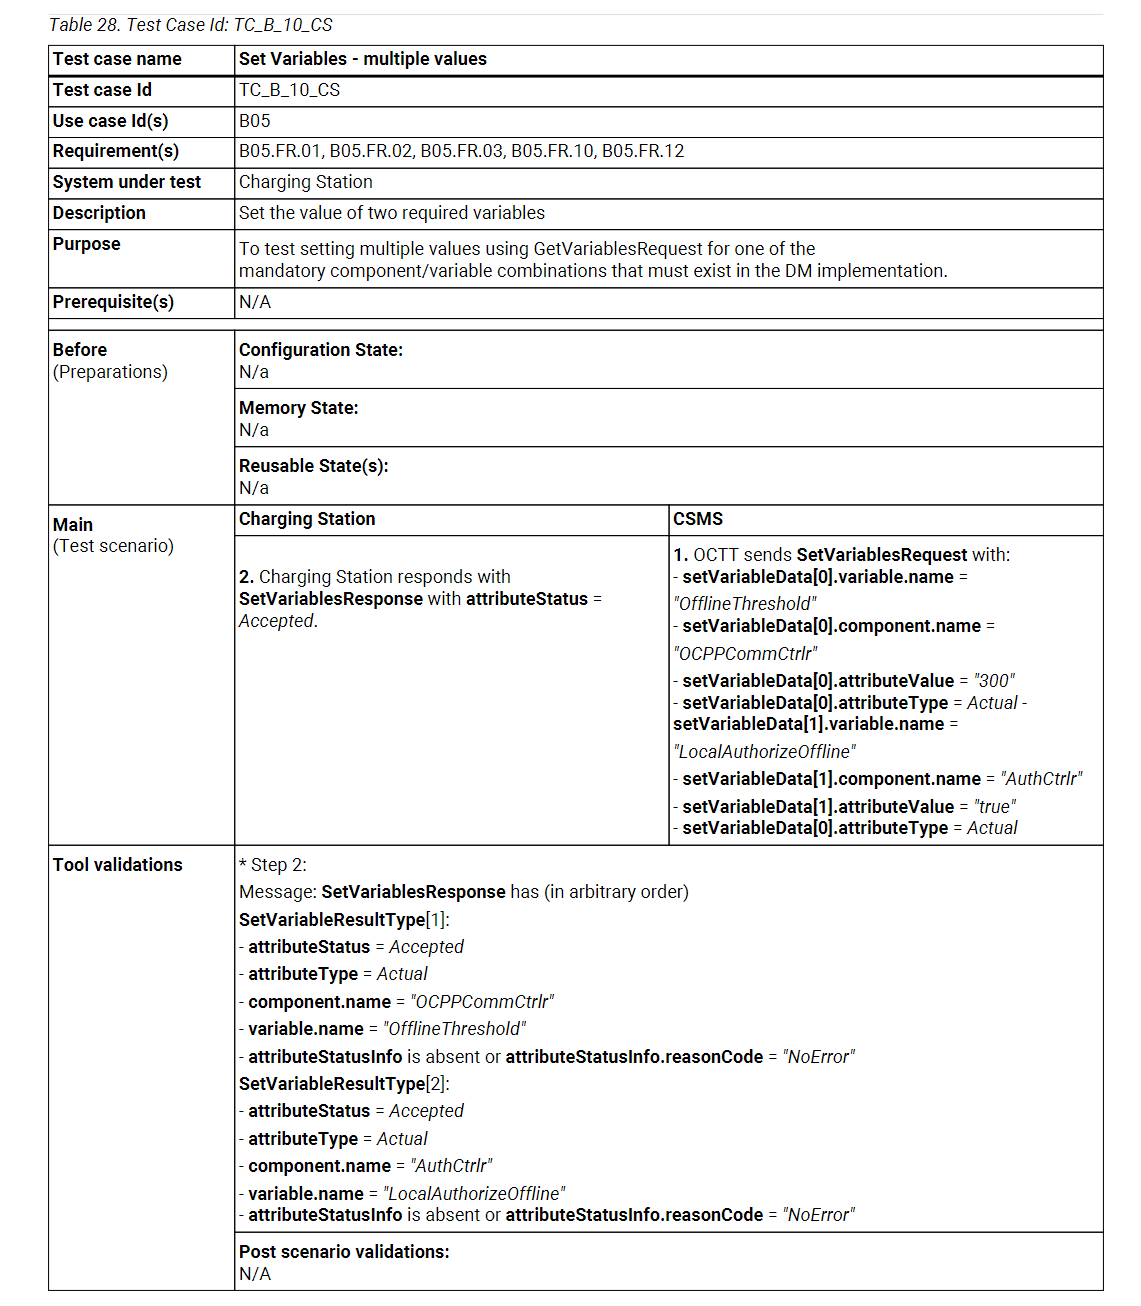 Table 28. Test Case Id: TC_B_10_CS
Test case name Set Variables - multiple values
Test case Id TC_B_10_CS
Use case Id(s) B05
Requirement(s) B05.FR.01, B05.FR.02, B05.FR.03, B05.FR.10, B05.FR.12
System under test Charging Station
Description Set the value of two required variables
Purpose To test setting multiple values using GetVariablesRequest for one of the
mandatory component/variable combinations that must exist in the DM implementation.
Prerequisite(s) N/A
Before
(Preparations)
Configuration State:
N/a
Memory State:
N/a
Reusable State(s):
N/a
Main
(Test scenario)
Charging Station
2. Charging Station responds with
SetVariablesResponse with attributeStatus =
Accepted.
CSMS
1. OCTT sends SetVariablesRequest with:
- setVariableData[0].variable.name =
"OfflineThreshold"
- setVariableData[0].component.name =
"OCPPCommCtrlr"
- setVariableData[0].attributeValue = "300"
- setVariableData[0].attributeType = Actual -
setVariableData[1].variable.name =
"LocalAuthorizeOffline"
- setVariableData[1].component.name = "AuthCtrlr"
- setVariableData[1].attributeValue = "true"
- setVariableData[0].attributeType = Actual
Tool validations
* Step 2:
Message: SetVariablesResponse has (in arbitrary order)
SetVariableResultType[1]:
- attributeStatus = Accepted
- attributeType = Actual
- component.name = "OCPPCommCtrlr"
- variable.name = "OfflineThreshold"
- attributeStatusInfo is absent or attributeStatusInfo.reasonCode = "NoError"
SetVariableResultType[2]:
- attributeStatus = Accepted
- attributeType = Actual
- component.name = "AuthCtrlr"
- variable.name = "LocalAuthorizeOffline"
- attributeStatusInfo is absent or attributeStatusInfo.reasonCode = "NoError"
Post scenario validations:
N/A